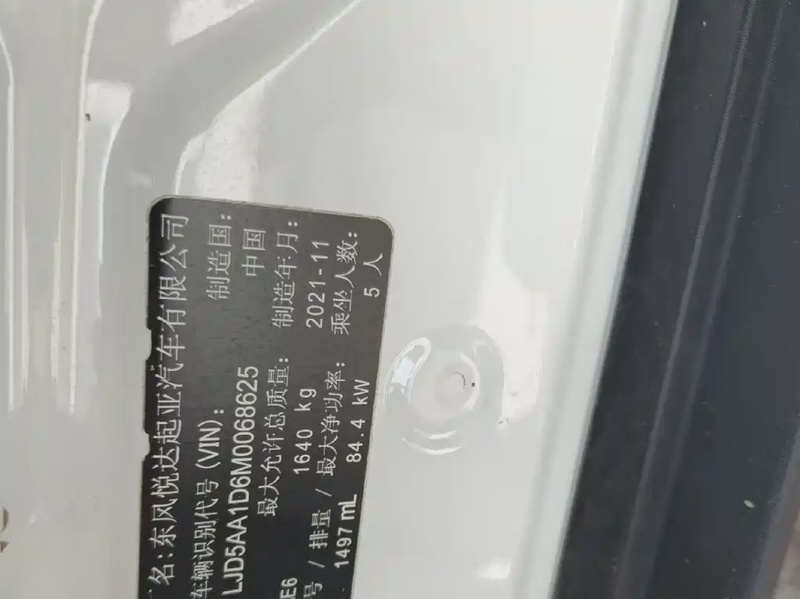 名:东风悦达起亚汽车有限公司
车辆识别代号(VIN): 制造国:
LJD5AA1D6M0068625 中国
最大允许总质量: 制造年月:
1640 kg 2021-11
号/排量/最大净功率: 乘坐人数:
1497mL 84.4 kW 5人
E6